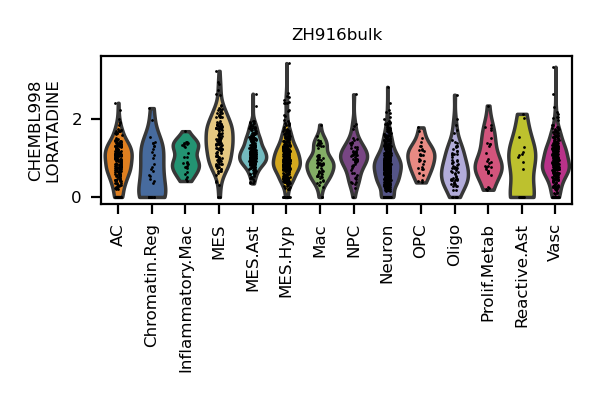 ZH916bulk
CHEMBL998
LORATADINE
2
0
AC
Chromatin.Reg
Inflammatory.Mac
MES
MES.Ast
MES.Hyp
Mac
NPC
Neuron
OPC
Oligo
Prolif.Metab
Reactive.Ast
Vasc